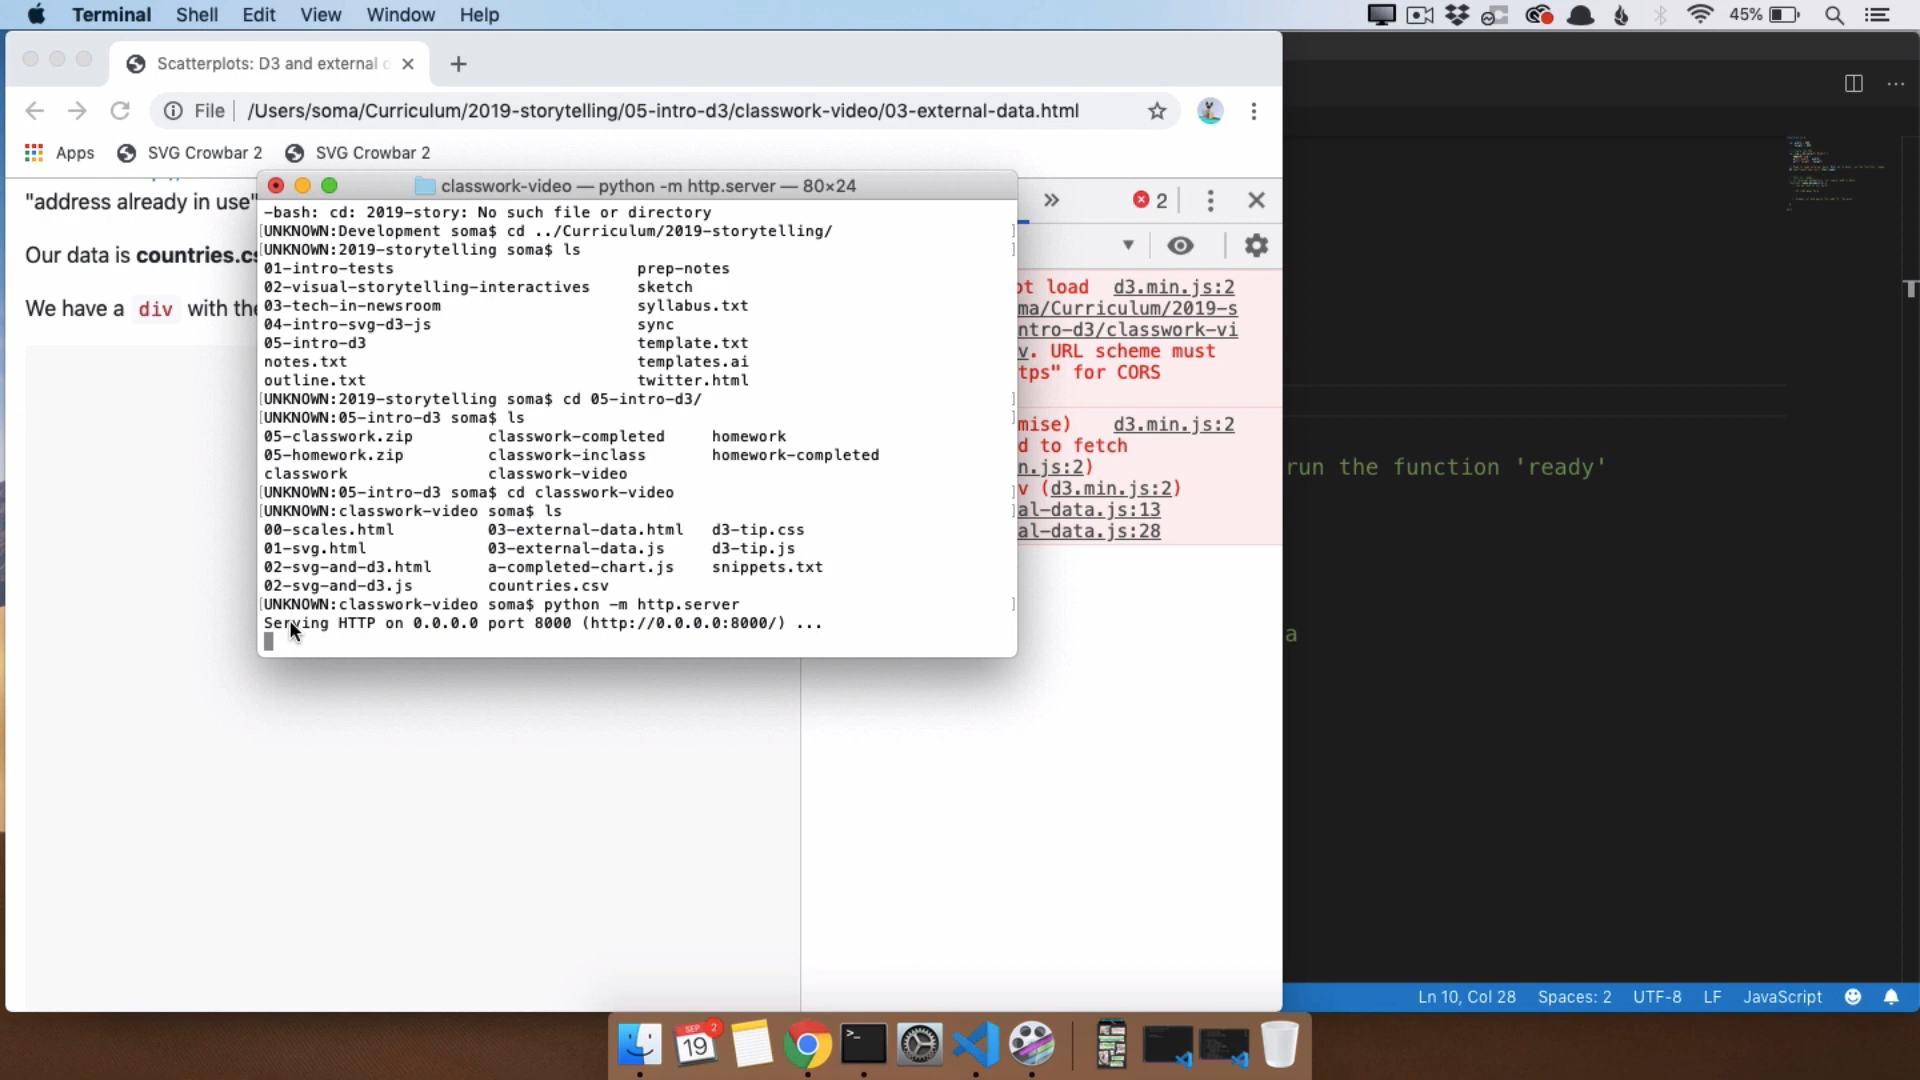 Terminal Shell Edit View Window Help 45%
Scatterplots: D3 and external d
File /Users/soma/Curriculum/2019-storytelling/05-intro-d3/classwork-video/03-external-data.html
Apps SVG Crowbar 2 SVG Crowbar 2
"address already in use"
Our data is countries.cs
We have a div with the
classwork-video — python -m http.server — 80×24
-bash: cd: 2019-story: No such file or directory
[UNKNOWN:Development soma$ cd ../Curriculum/2019-storytelling/ ]
[UNKNOWN:2019-storytelling soma$ ls ]
01-intro-tests prep-notes
02-visual-storytelling-interactives sketch
03-tech-in-newsroom syllabus.txt
04-intro-svg-d3-js sync
05-intro-d3 template.txt
notes.txt templates.ai
outline.txt twitter.html
[UNKNOWN:2019-storytelling soma$ cd 05-intro-d3/ ]
[UNKNOWN:05-intro-d3 soma$ ls ]
05-classwork.zip classwork-completed homework
05-homework.zip classwork-inclass homework-completed
classwork classwork-video
[UNKNOWN:05-intro-d3 soma$ cd classwork-video ]
[UNKNOWN:classwork-video soma$ ls ]
00-scales.html 03-external-data.html d3-tip.css
01-svg.html 03-external-data.js d3-tip.js
02-svg-and-d3.html a-completed-chart.js snippets.txt
02-svg-and-d3.js countries.csv
[UNKNOWN:classwork-video soma$ python -m http.server ]
Serving HTTP on 0.0.0.0 port 8000 (http://0.0.0.0:8000/) ...
2
ot load d3.min.js:2
ma/Curriculum/2019-s
ntro-d3/classwork-vi
v. URL scheme must
tps" for CORS
mise) d3.min.js:2
d to fetch
n.js:2)
v (d3.min.js:2)
al-data.js:13
al-data.js:28
run the function 'ready'
a
Ln 10, Col 28 Spaces: 2 UTF-8 LF JavaScript
SEP 2
19